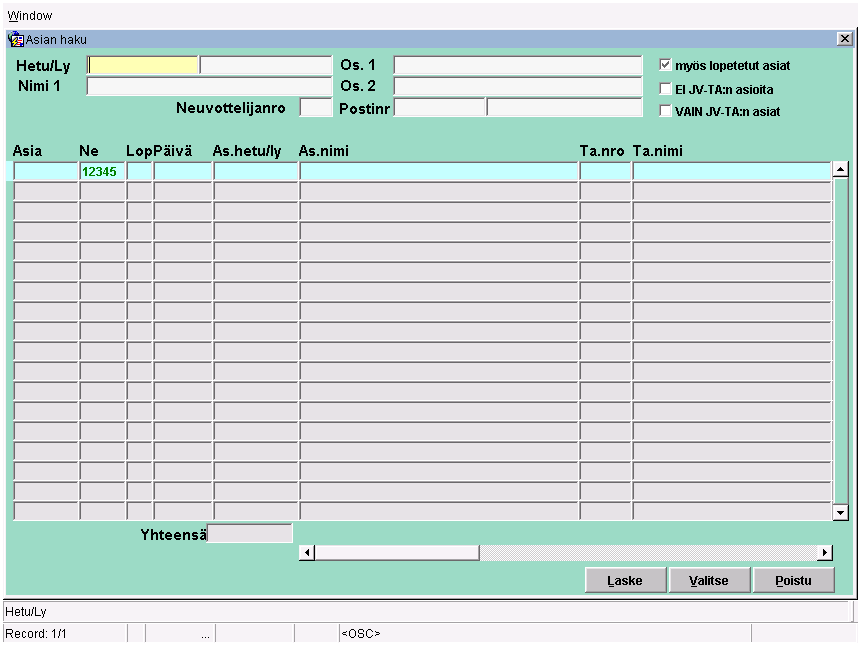 Window
Asian haku
Hetu/Ly Os. 1 myös lopetetut asiat
Nimi 1 Os. 2 EI JV-TA:n asioita
Neuvottelijanro Postinr VAIN JV-TA:n asiat
Asia Ne Lop Päivä As.hetu/ly As.nimi Ta.nro Ta.nimi
12345
Yhteensä
Laske Valitse Poistu
Hetu/Ly
Record: 1/1 ... <OSC>